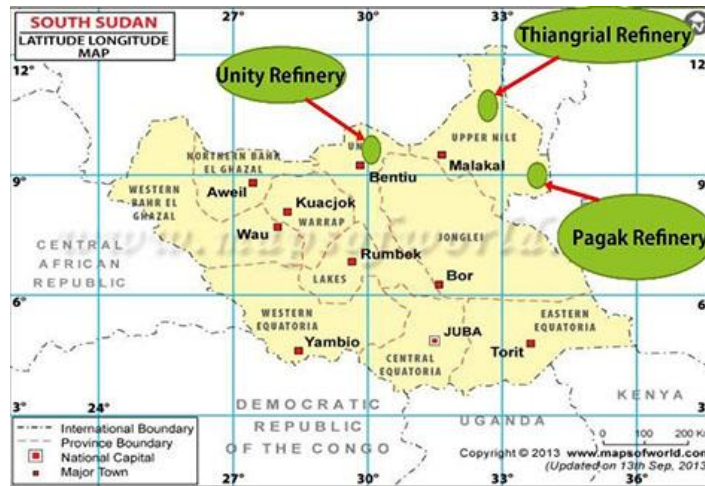 SOUTH SUDAN
LATITUDE LONGITUDE
MAP
27°
30°
33°
Thiangrial Refinery
12°
12
Unity Refinery
UN
UPPER NILE
NORTHERN BAHR
EL GHAZAL
Malakal
Bentiu
9°
9
WESTERN
BAHR EL
GHAZAL
Aweil
Kuacjok
WARRAP
Wau
Pagak Refinery
www.mapsofworld.
JONGLEI
CENTRAL
AFRICAN
REPUBLIC
Rumbek
LAKES
Bor
6°
6°
WESTERN
EQUATORIA
EASTERN
EQUATORIA
JUBA
Yambio
CENTRAL
EQUATORIA
Torit
KENYA
3°
24°
DEMOCRATIC
REPUBLIC
OF THE CONGO
UGANDA
3°
International Boundary
Province Boundary
National Capital
Major Town
0 100 200 K
Copyright © 2013 www.mapsofworld.com
(Updated on 13th Sep, 2013)
27°
30°
33°
36°